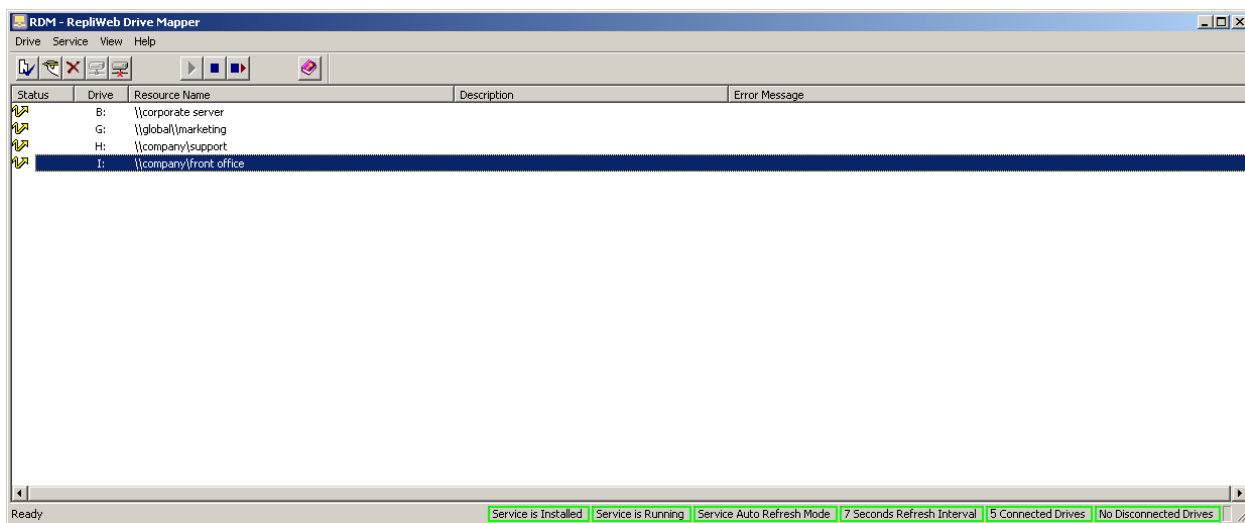 RDM - RepliWeb Drive Mapper
Drive Service View Help
Status Drive Resource Name Description Error Message
B: \\corporate server
G: \\global\\marketing
H: \\company\support
I: \\company\front office
Ready Service is Installed Service is Running Service Auto Refresh Mode 7 Seconds Refresh Interval 5 Connected Drives No Disconnected Drives